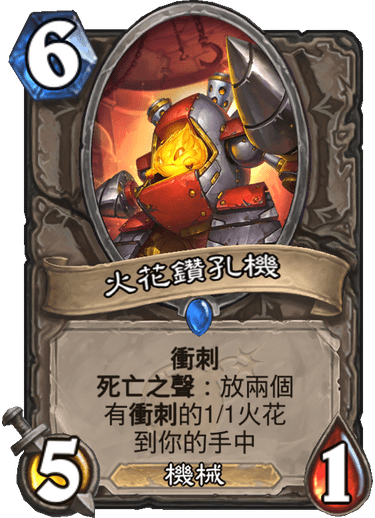 6
火花鑽孔機
衝刺
死亡之聲：放兩個
有衝刺的1/1火花
到你的手中
5
機械
1